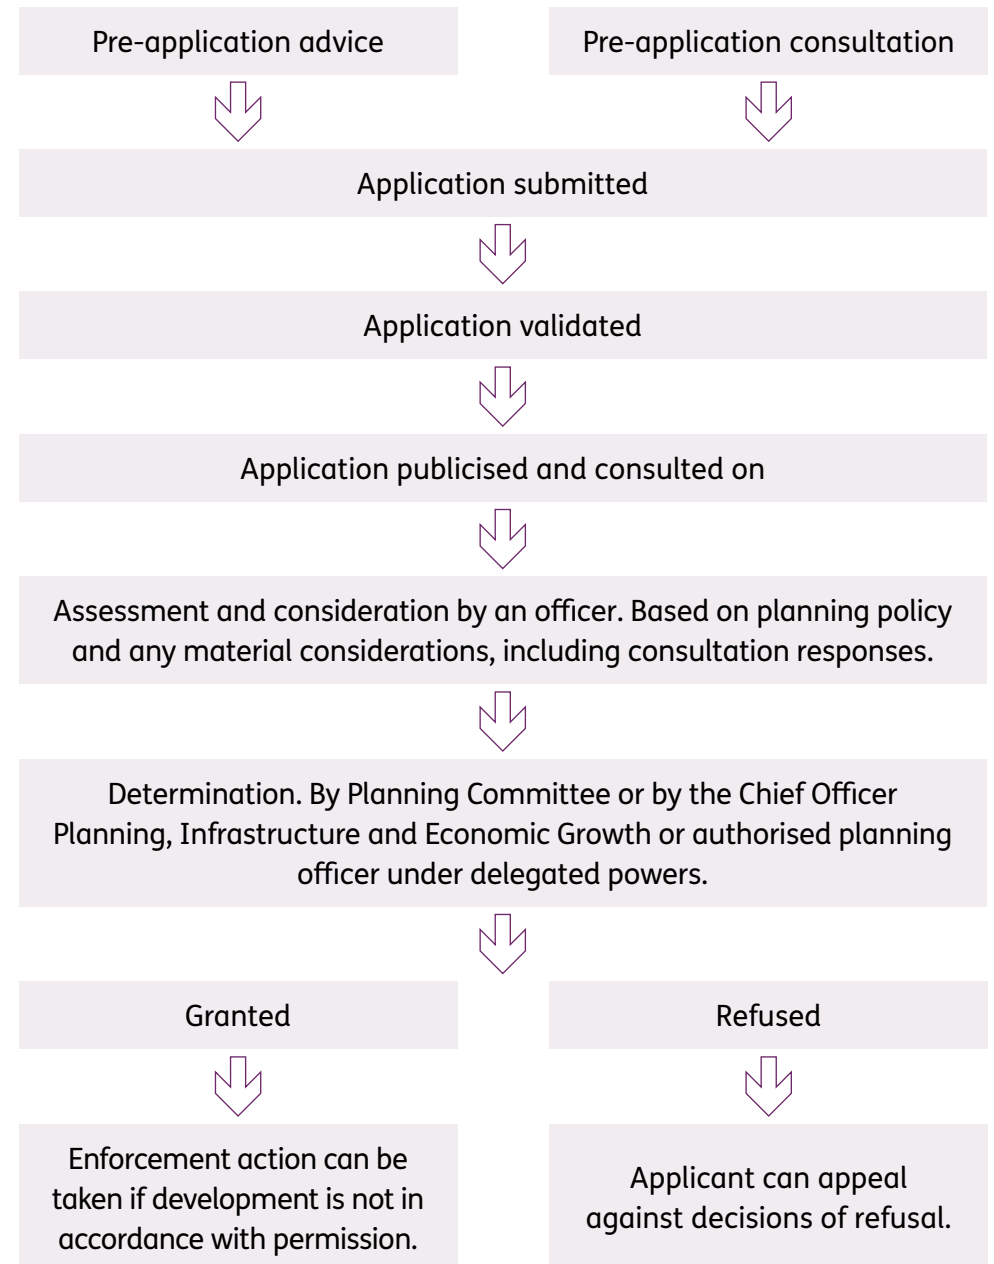 Pre-application advice
Pre-application consultation
Application submitted
Application validated
Application publicised and consulted on
Assessment and consideration by an officer. Based on planning policy
and any material considerations, including consultation responses.
Determination. By Planning Committee or by the Chief Officer
Planning, Infrastructure and Economic Growth or authorised planning
officer under delegated powers.
Granted
Refused
Enforcement action can be
taken if development is not in
accordance with permission.
Applicant can appeal
against decisions of refusal.